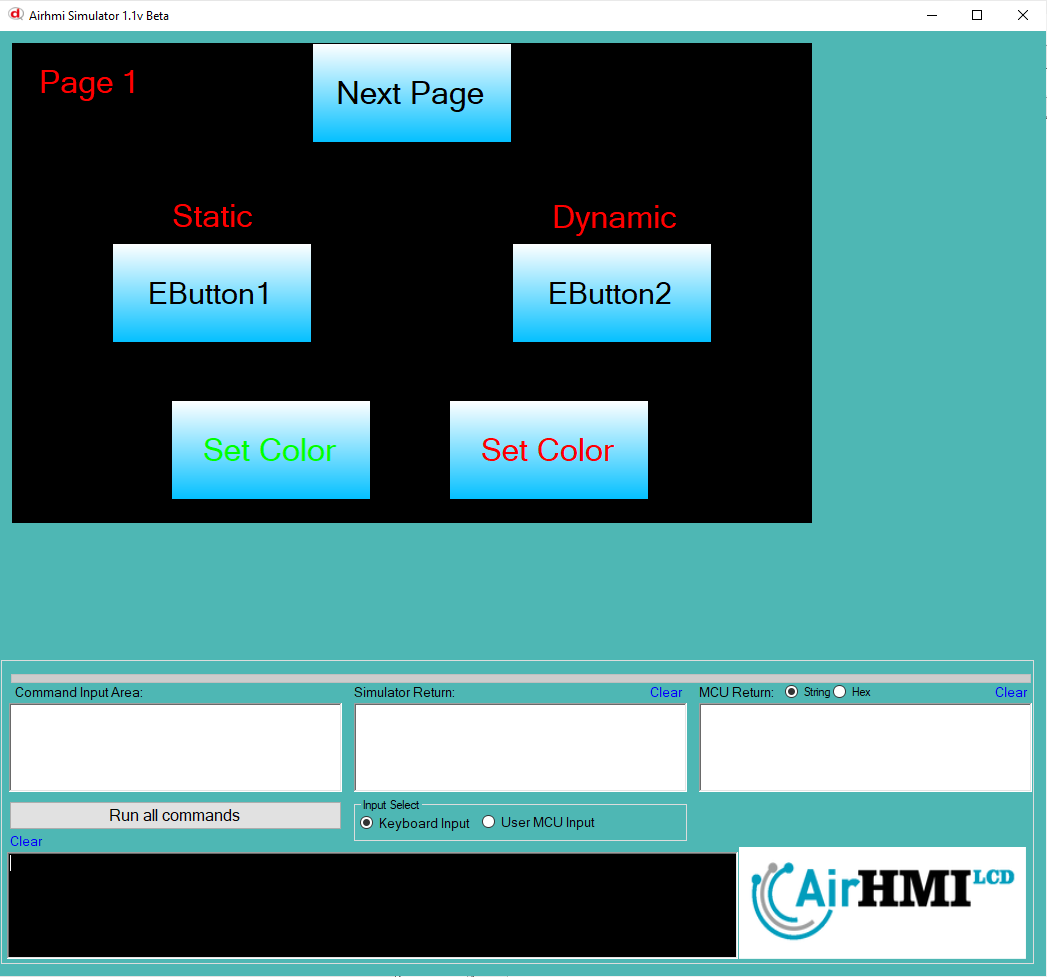 Airhmi Simulator 1.1v Beta
Page 1
Next Page
Static
Dynamic
EButton1
EButton2
Set Color
Set Color
Command Input Area:
Simulator Return:
Clear
MCU Return:
String
Hex
Clear
Run all commands
Input Select
Keyboard Input
User MCU Input
Clear
AirHMI LCD